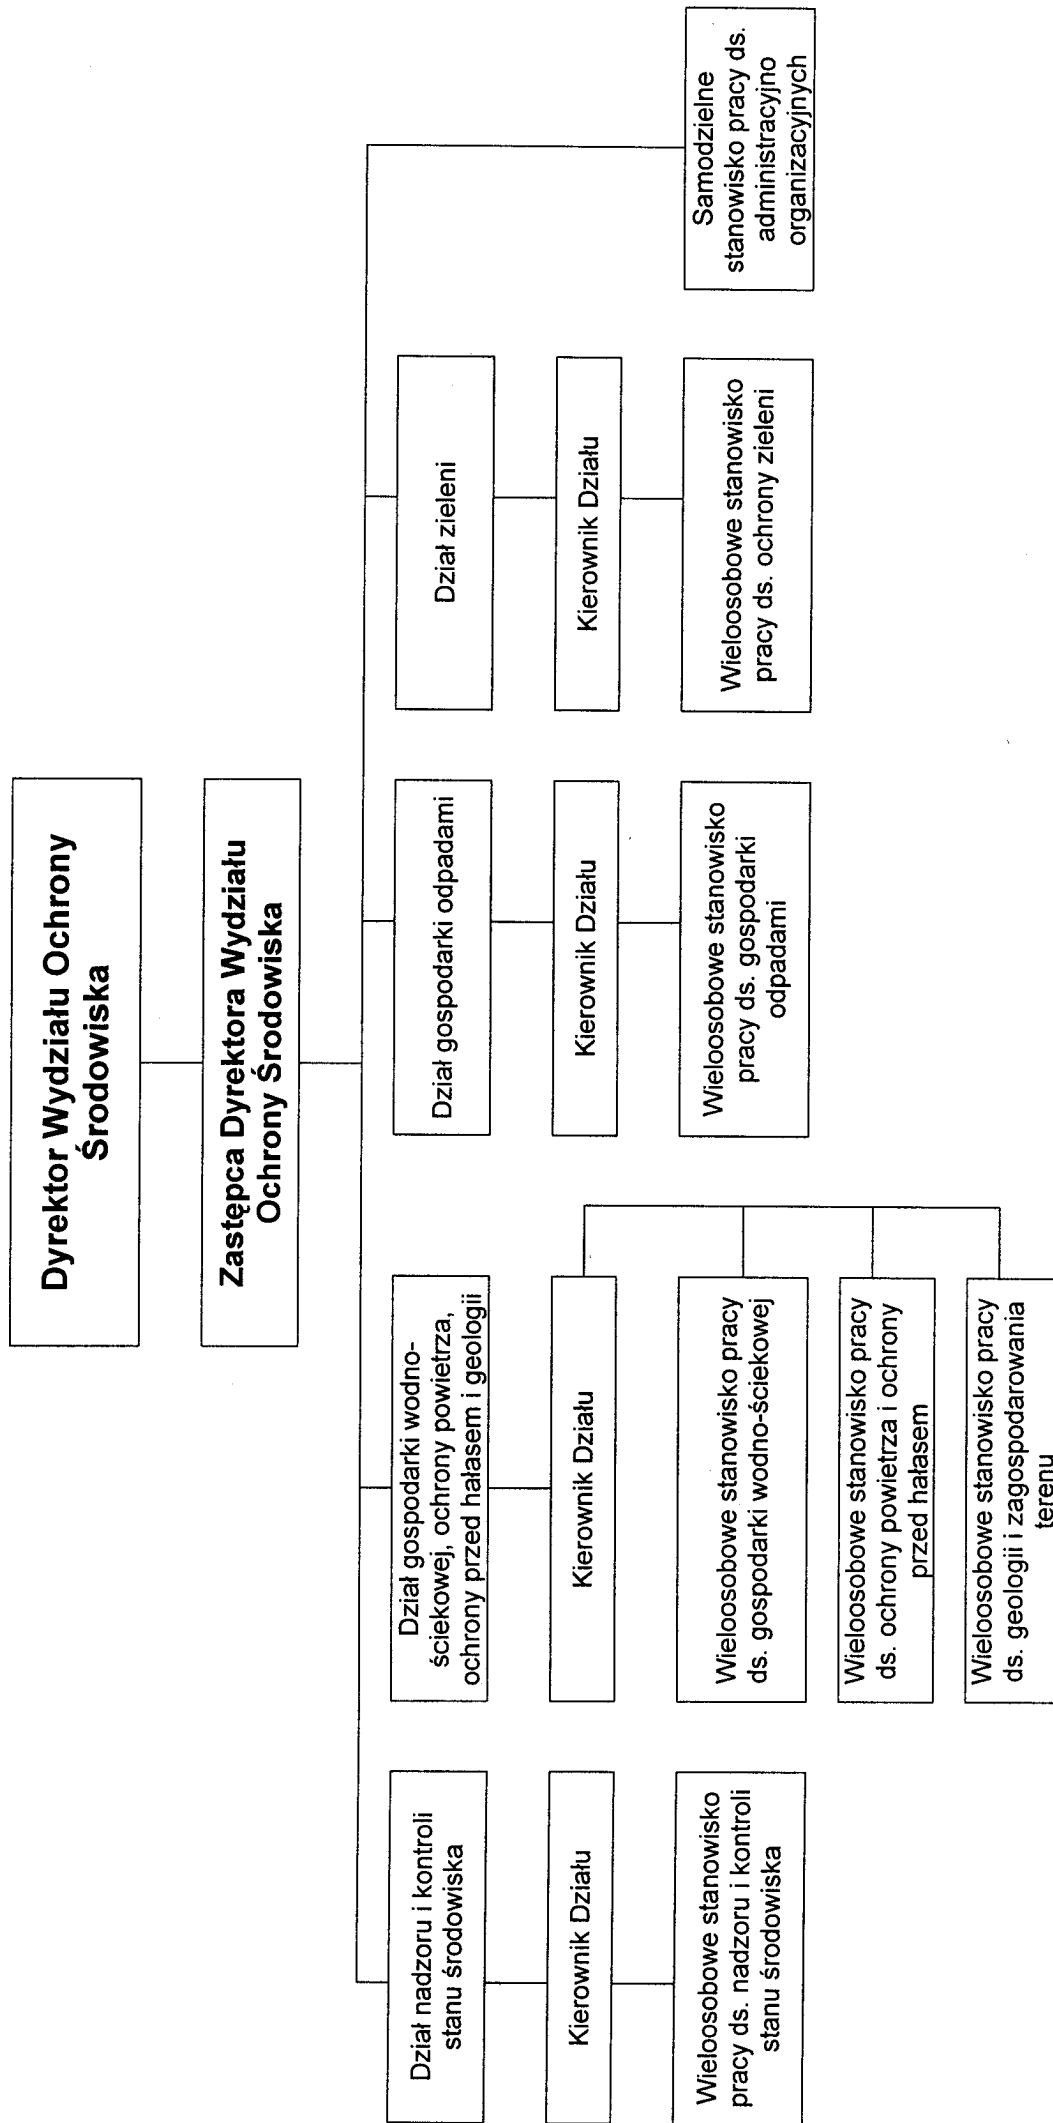 Dyrektor Wydziału Ochrony
Środowiska
Zastępca Dyrektora Wydziału
Ochrony Środowiska
Dział nadzoru i kontroli
stanu środowiska
Kierownik Działu
Wieloosobowe stanowisko
pracy ds. nadzoru i kontroli
stanu środowiska
Dział gospodarki wodno-
ściekowej, ochrony powietrza,
ochrony przed hałasem i geologii
Kierownik Działu
Wieloosobowe stanowisko pracy
ds. gospodarki wodno-ściekowej
Wieloosobowe stanowisko pracy
ds. ochrony powietrza i ochrony
przed hałasem
Wieloosobowe stanowisko pracy
ds. geologii i zagospodarowania
terenu
Dział gospodarki odpadami
Kierownik Działu
Wieloosobowe stanowisko
pracy ds. gospodarki
odpadami
Dział zieleni
Kierownik Działu
Wieloosobowe stanowisko
pracy ds. ochrony zieleni
Samodzielne
stanowisko pracy ds.
administracyjno
organizacyjnych